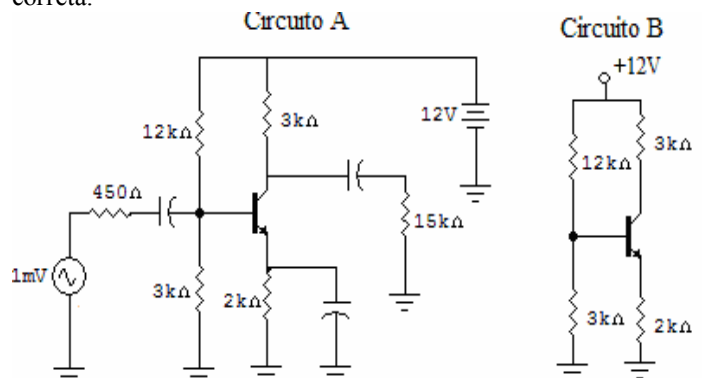 correta.
Circuito A
Circuito B
+12V
12kΩ
3kΩ
12V
450Ω
15kΩ
1mV
3kΩ
2kΩ
12kΩ
3kΩ
3kΩ
2kΩ